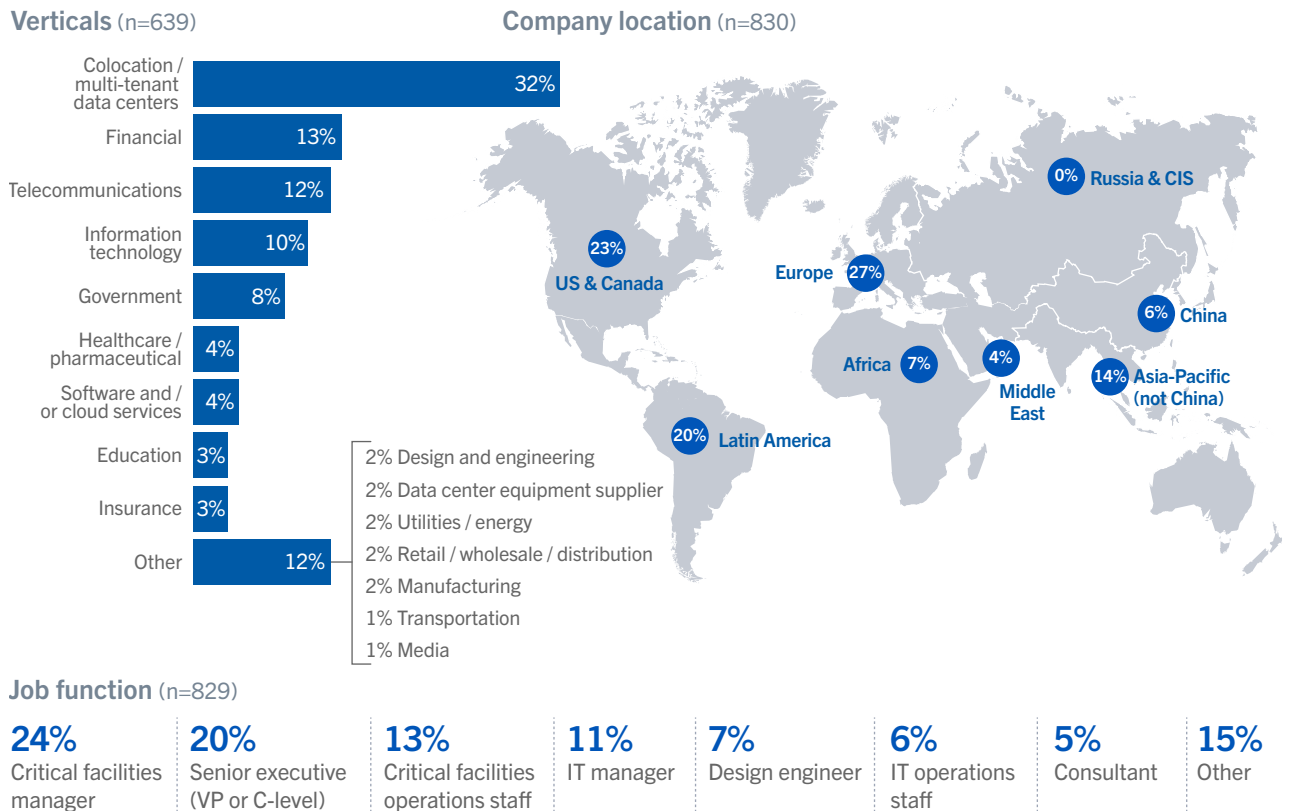 Verticals (n=639)
Colocation /
multi-tenant
data centers
32%
Financial
13%
Telecommunications
12%
Information
technology
10%
Government
8%
Healthcare /
pharmaceutical
4%
Software and /
or cloud services
4%
Education
3%
Insurance
3%
Other
12%
2% Design and engineering
2% Data center equipment supplier
2% Utilities / energy
2% Retail / wholesale / distribution
2% Manufacturing
1% Transportation
1% Media
Company location (n=830)
0%
Russia & CIS
23%
US & Canada
Europe
27%
6%
China
Africa
7%
4%
Middle
East
14%
Asia-Pacific
(not China)
20%
Latin America
Job function (n=829)
24%
Critical facilities
manager
20%
Senior executive
(VP or C-level)
13%
Critical facilities
operations staff
11%
IT manager
7%
Design engineer
6%
IT operations
staff
5%
Consultant
15%
Other